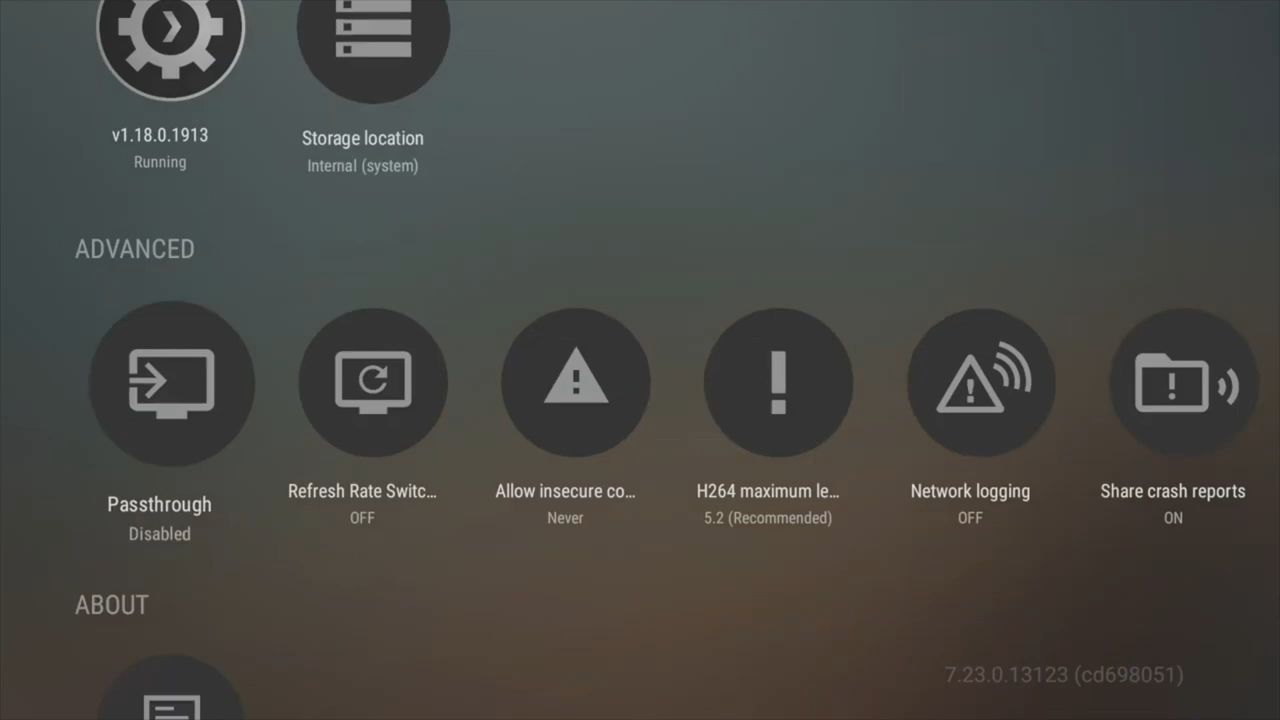 v1.18.0.1913
Running
Storage location
Internal (system)
ADVANCED
Passthrough
Disabled
Refresh Rate Switc...
OFF
Allow insecure co...
Never
H264 maximum le...
5.2 (Recommended)
Network logging
OFF
Share crash reports
ON
ABOUT
7.23.0.13123 (cd698051)